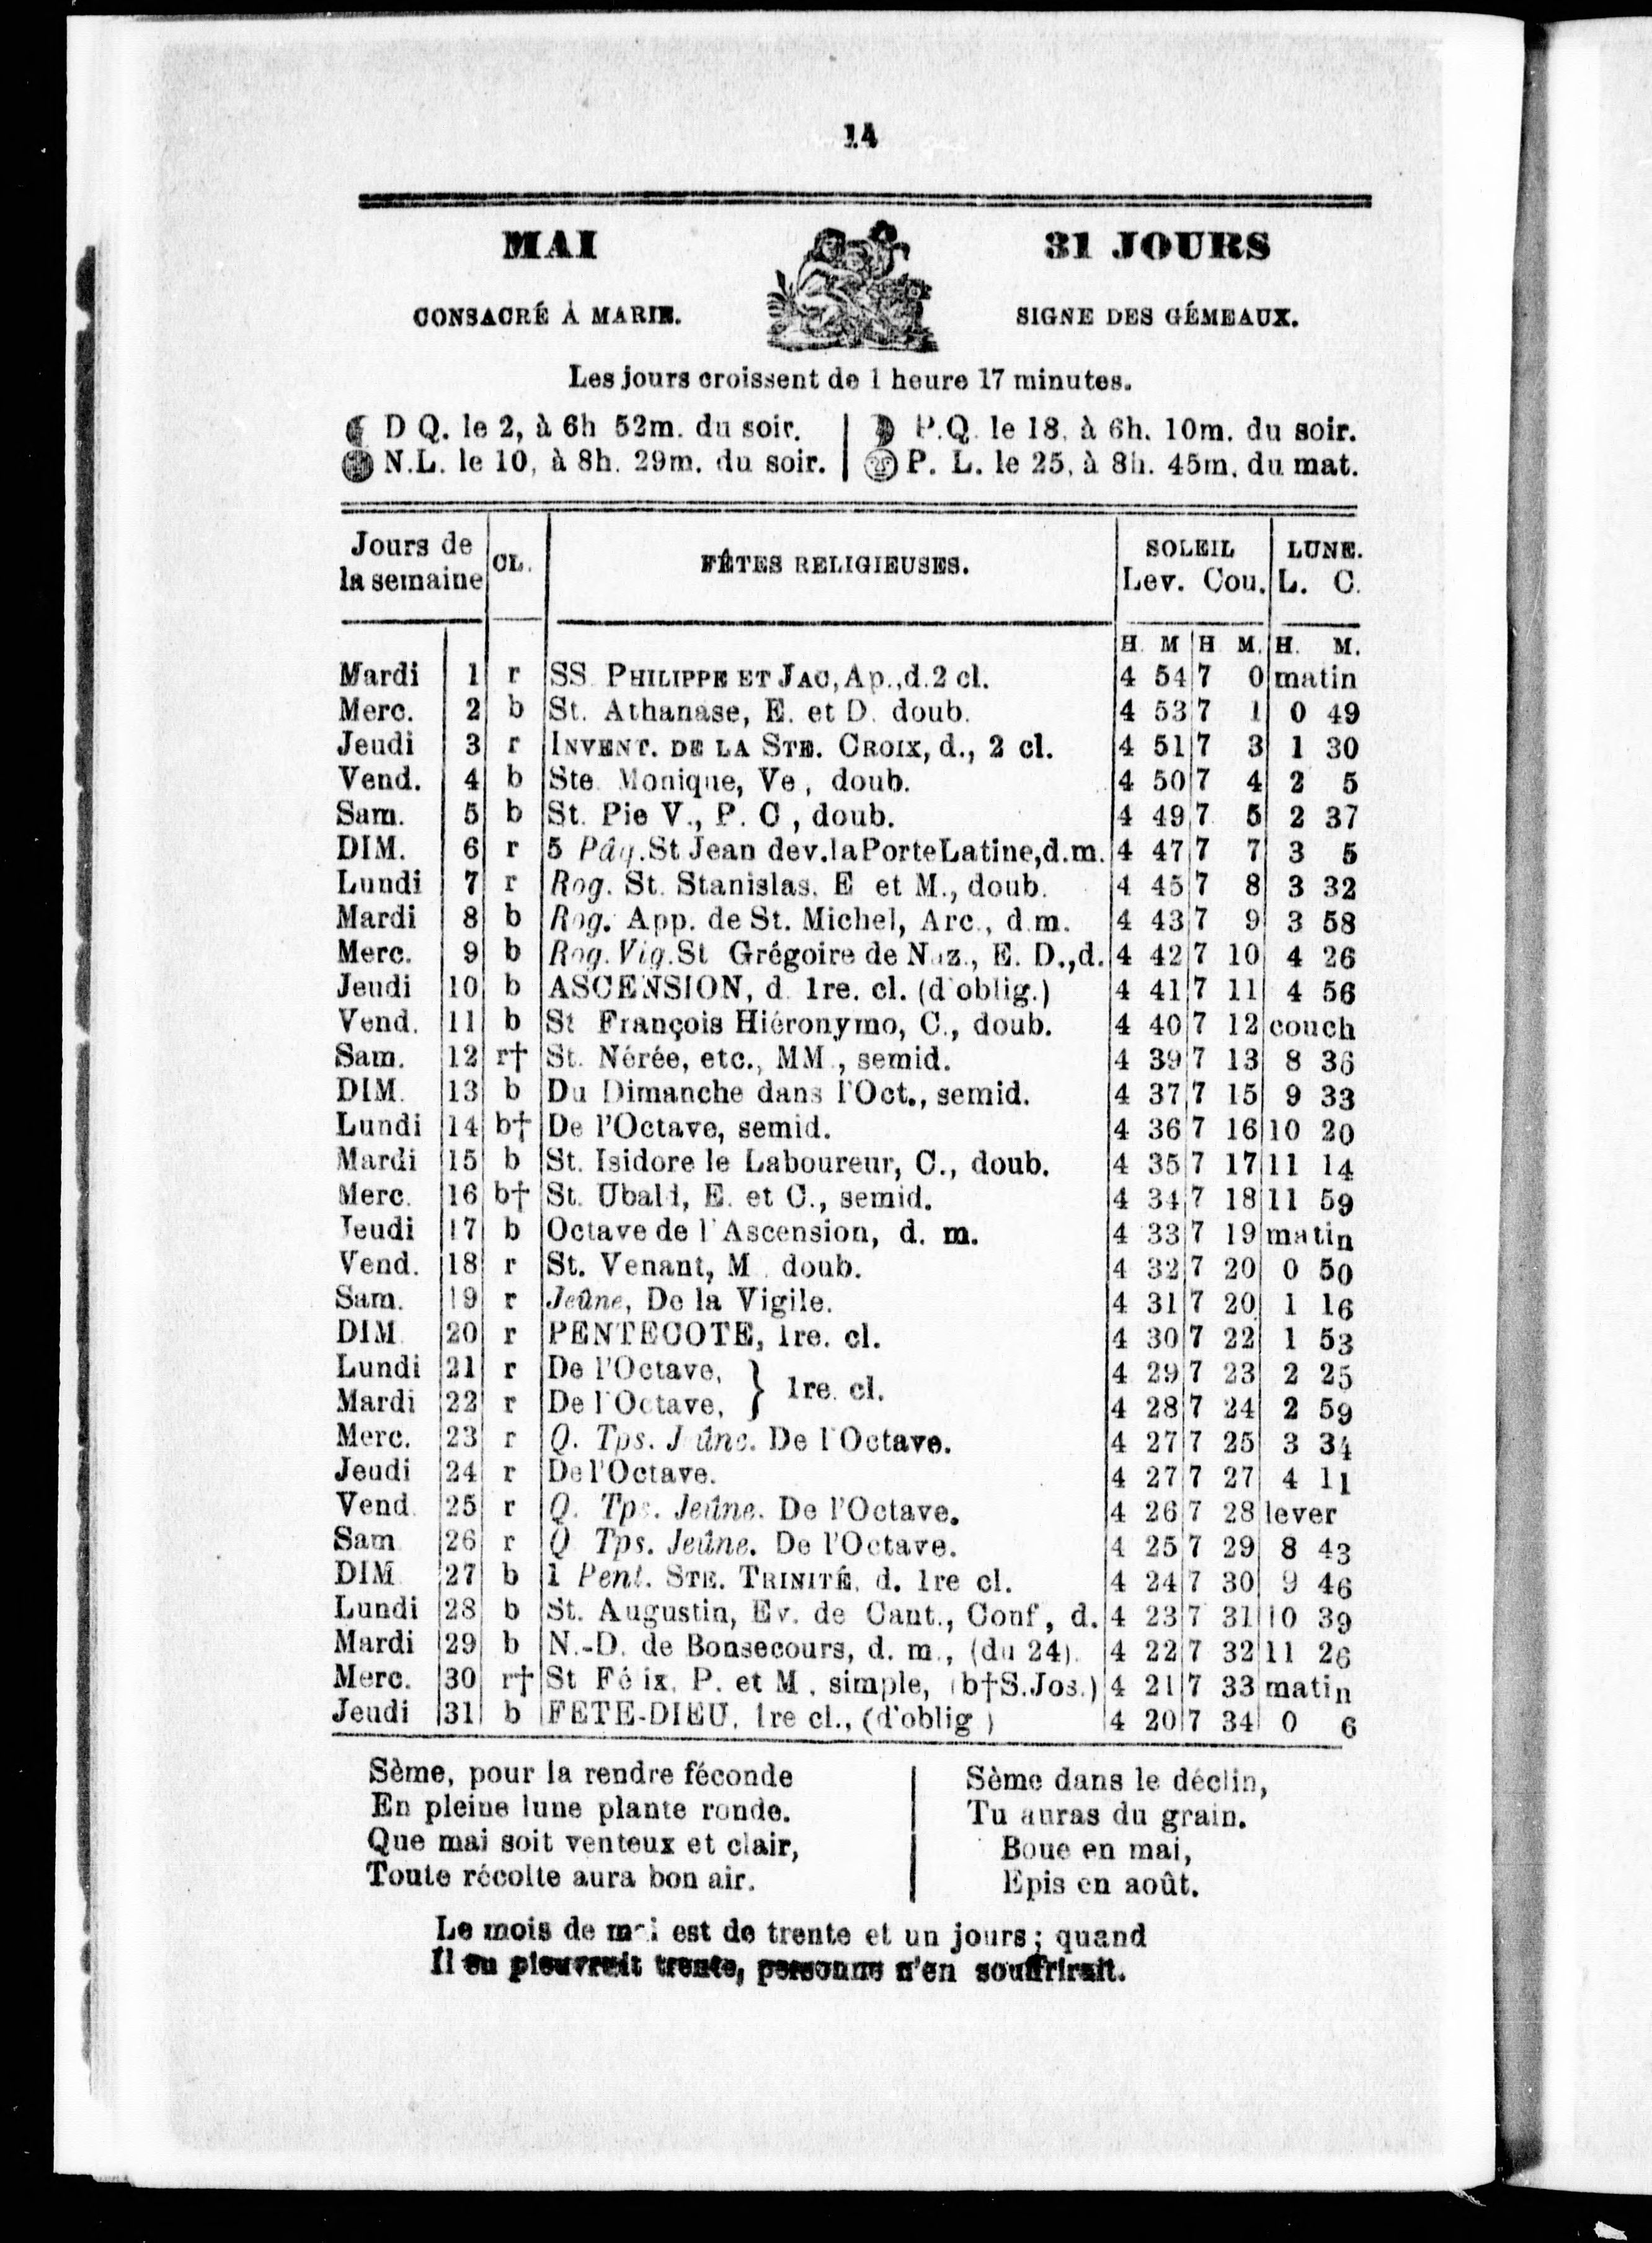 14
MAI 31 JOURS
CONSACRÉ À MARIE. SIGNE DES GÉMEAUX.
Les jours croissent de 1 heure 17 minutes.
D Q. le 2, à 6h 52m. du soir. P.Q. le 18, à 6h. 10m. du soir.
N.L. le 10, à 8h. 29m. du soir. P. L. le 25, à 8h. 45m. du mat.
Jours de la semaine CL. FÊTES RELIGIEUSES. SOLEIL Lev. Cou. LUNE. L. C.
H. M H M. H. M.
Mardi 1 r SS. PHILIPPE ET JAC, Ap., d. 2 cl. 4 54 7 0 matin
Merc. 2 b St. Athanase, E. et D. doub. 4 53 7 1 0 49
Jeudi 3 r INVENT. DE LA STE. CROIX, d., 2 cl. 4 51 7 3 1 30
Vend. 4 b Ste. Monique, Ve, doub. 4 50 7 4 2 5
Sam. 5 b St. Pie V., P. C, doub. 4 49 7 5 2 37
DIM. 6 r 5 Pâq. St Jean dev. la Porte Latine, d.m. 4 47 7 7 3 5
Lundi 7 r Rog. St. Stanislas, E et M., doub. 4 45 7 8 3 32
Mardi 8 b Rog. App. de St. Michel, Arc., d.m. 4 43 7 9 3 58
Merc. 9 b Rog. Vig. St Grégoire de Naz., E. D., d. 4 42 7 10 4 26
Jeudi 10 b ASCENSION, d. 1re. cl. (d'oblig.) 4 41 7 11 4 56
Vend. 11 b St François Hiéronymo, C., doub. 4 40 7 12 couch
Sam. 12 r† St. Nérée, etc., MM., semid. 4 39 7 13 8 36
DIM. 13 b Du Dimanche dans l'Oct., semid. 4 37 7 15 9 33
Lundi 14 b† De l'Octave, semid. 4 36 7 16 10 20
Mardi 15 b St. Isidore le Laboureur, C., doub. 4 35 7 17 11 14
Merc. 16 b† St. Ubald, E. et C., semid. 4 34 7 18 11 59
Jeudi 17 b Octave de l'Ascension, d. m. 4 33 7 19 matin
Vend. 18 r St. Venant, M. doub. 4 32 7 20 0 50
Sam. 19 r Jeûne, De la Vigile. 4 31 7 20 1 16
DIM 20 r PENTECOTE, 1re. cl. 4 30 7 22 1 53
Lundi 21 r De l'Octave, } 1re. cl. 4 29 7 23 2 25
Mardi 22 r De l'Octave, 4 28 7 24 2 59
Merc. 23 r Q. Tps. Jeûne. De l'Octave. 4 27 7 25 3 34
Jeudi 24 r De l'Octave. 4 27 7 27 4 11
Vend 25 r Q. Tps. Jeûne. De l'Octave. 4 26 7 28 lever
Sam 26 r Q Tps. Jeûne. De l'Octave. 4 25 7 29 8 43
DIM 27 b 1 Pent. STE. TRINITÉ, d. 1re cl. 4 24 7 30 9 46
Lundi 28 b St. Augustin, Ev. de Cant., Conf, d. 4 23 7 31 10 39
Mardi 29 b N.-D. de Bonsecours, d. m., (du 24). 4 22 7 32 11 26
Merc. 30 r† St Félix, P. et M, simple, (b†S.Jos.) 4 21 7 33 matin
Jeudi 31 b FETE-DIEU, 1re cl., (d'oblig) 4 20 7 34 0 6
Sème, pour la rendre féconde
En pleine lune plante ronde.
Que mai soit venteux et clair,
Toute récolte aura bon air.
Sème dans le déclin,
Tu auras du grain.
Boue en mai,
Epis en août.
Le mois de mai est de trente et un jours; quand
Il en pleuvrait trente, personne n'en souffrirait.